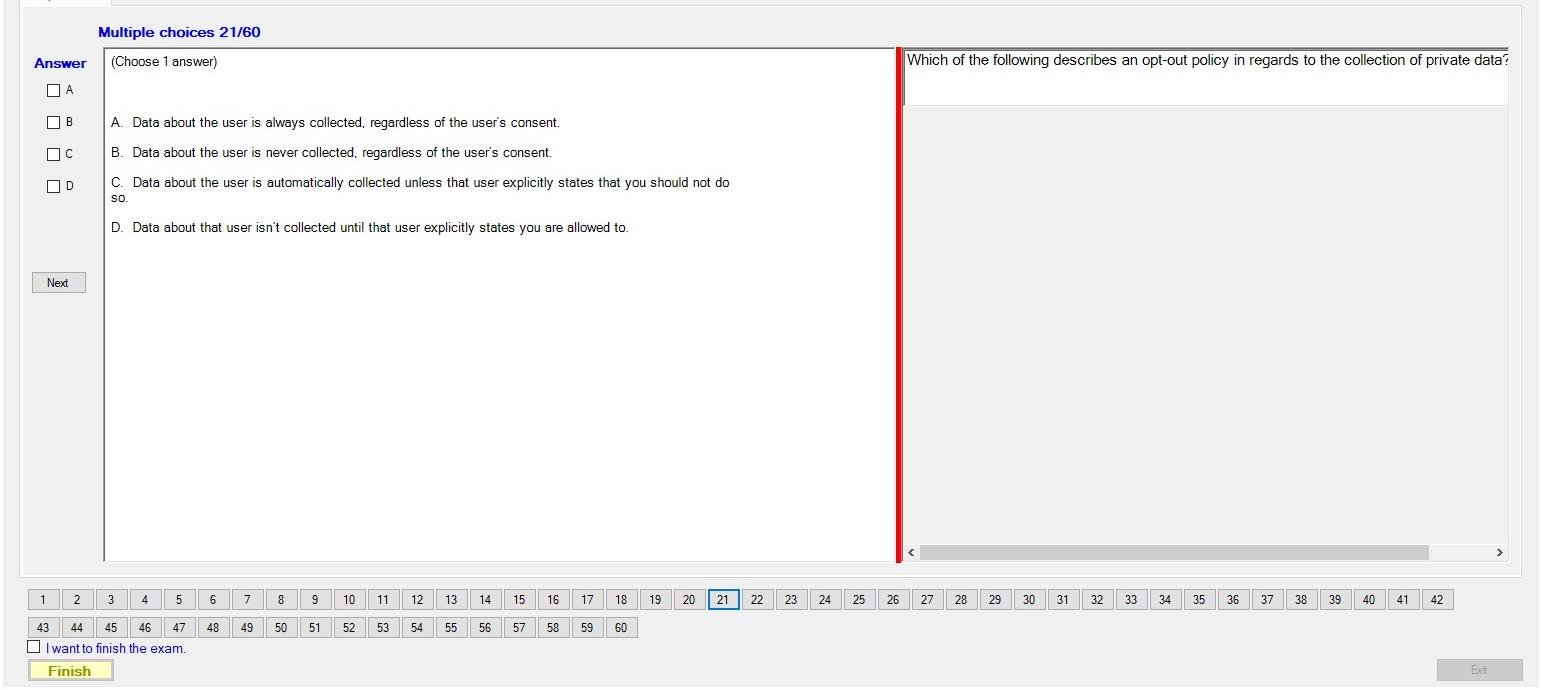 Multiple choices 21/60
Answer
A
B
C
D
Next
(Choose 1 answer)
A. Data about the user is always collected, regardless of the user's consent.
B. Data about the user is never collected, regardless of the user's consent.
C. Data about the user is automatically collected unless that user explicitly states that you should not do
so.
D. Data about that user isn't collected until that user explicitly states you are allowed to.
Which of the following describes an opt-out policy in regards to the collection of private data?
1 2 3 4 5 6 7 8 9 10 11 12 13 14 15 16 17 18 19 20 21 22 23 24 25 26 27 28 29 30 31 32 33 34 35 36 37 38 39 40 41 42
43 44 45 46 47 48 49 50 51 52 53 54 55 56 57 58 59 60
I want to finish the exam.
Finish
Exit